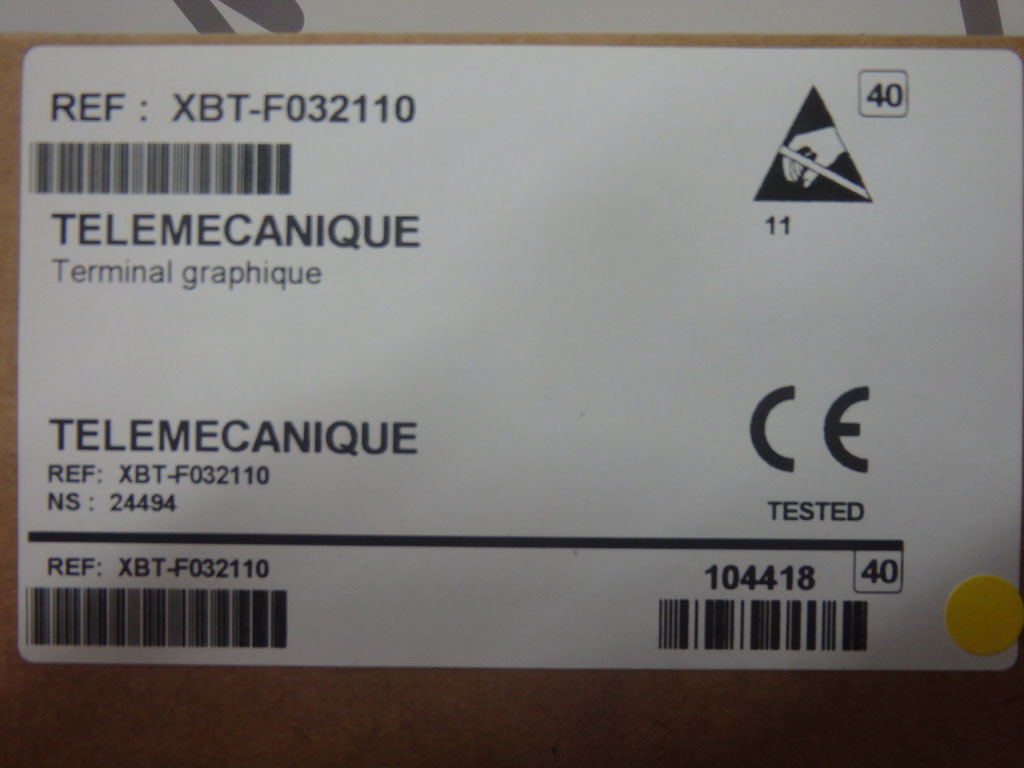 REF : XBT-F032110
40
TELEMECANIQUE
Terminal graphique
11
TELEMECANIQUE
REF: XBT-F032110
NS : 24494
CE
TESTED
REF: XBT-F032110
104418
40